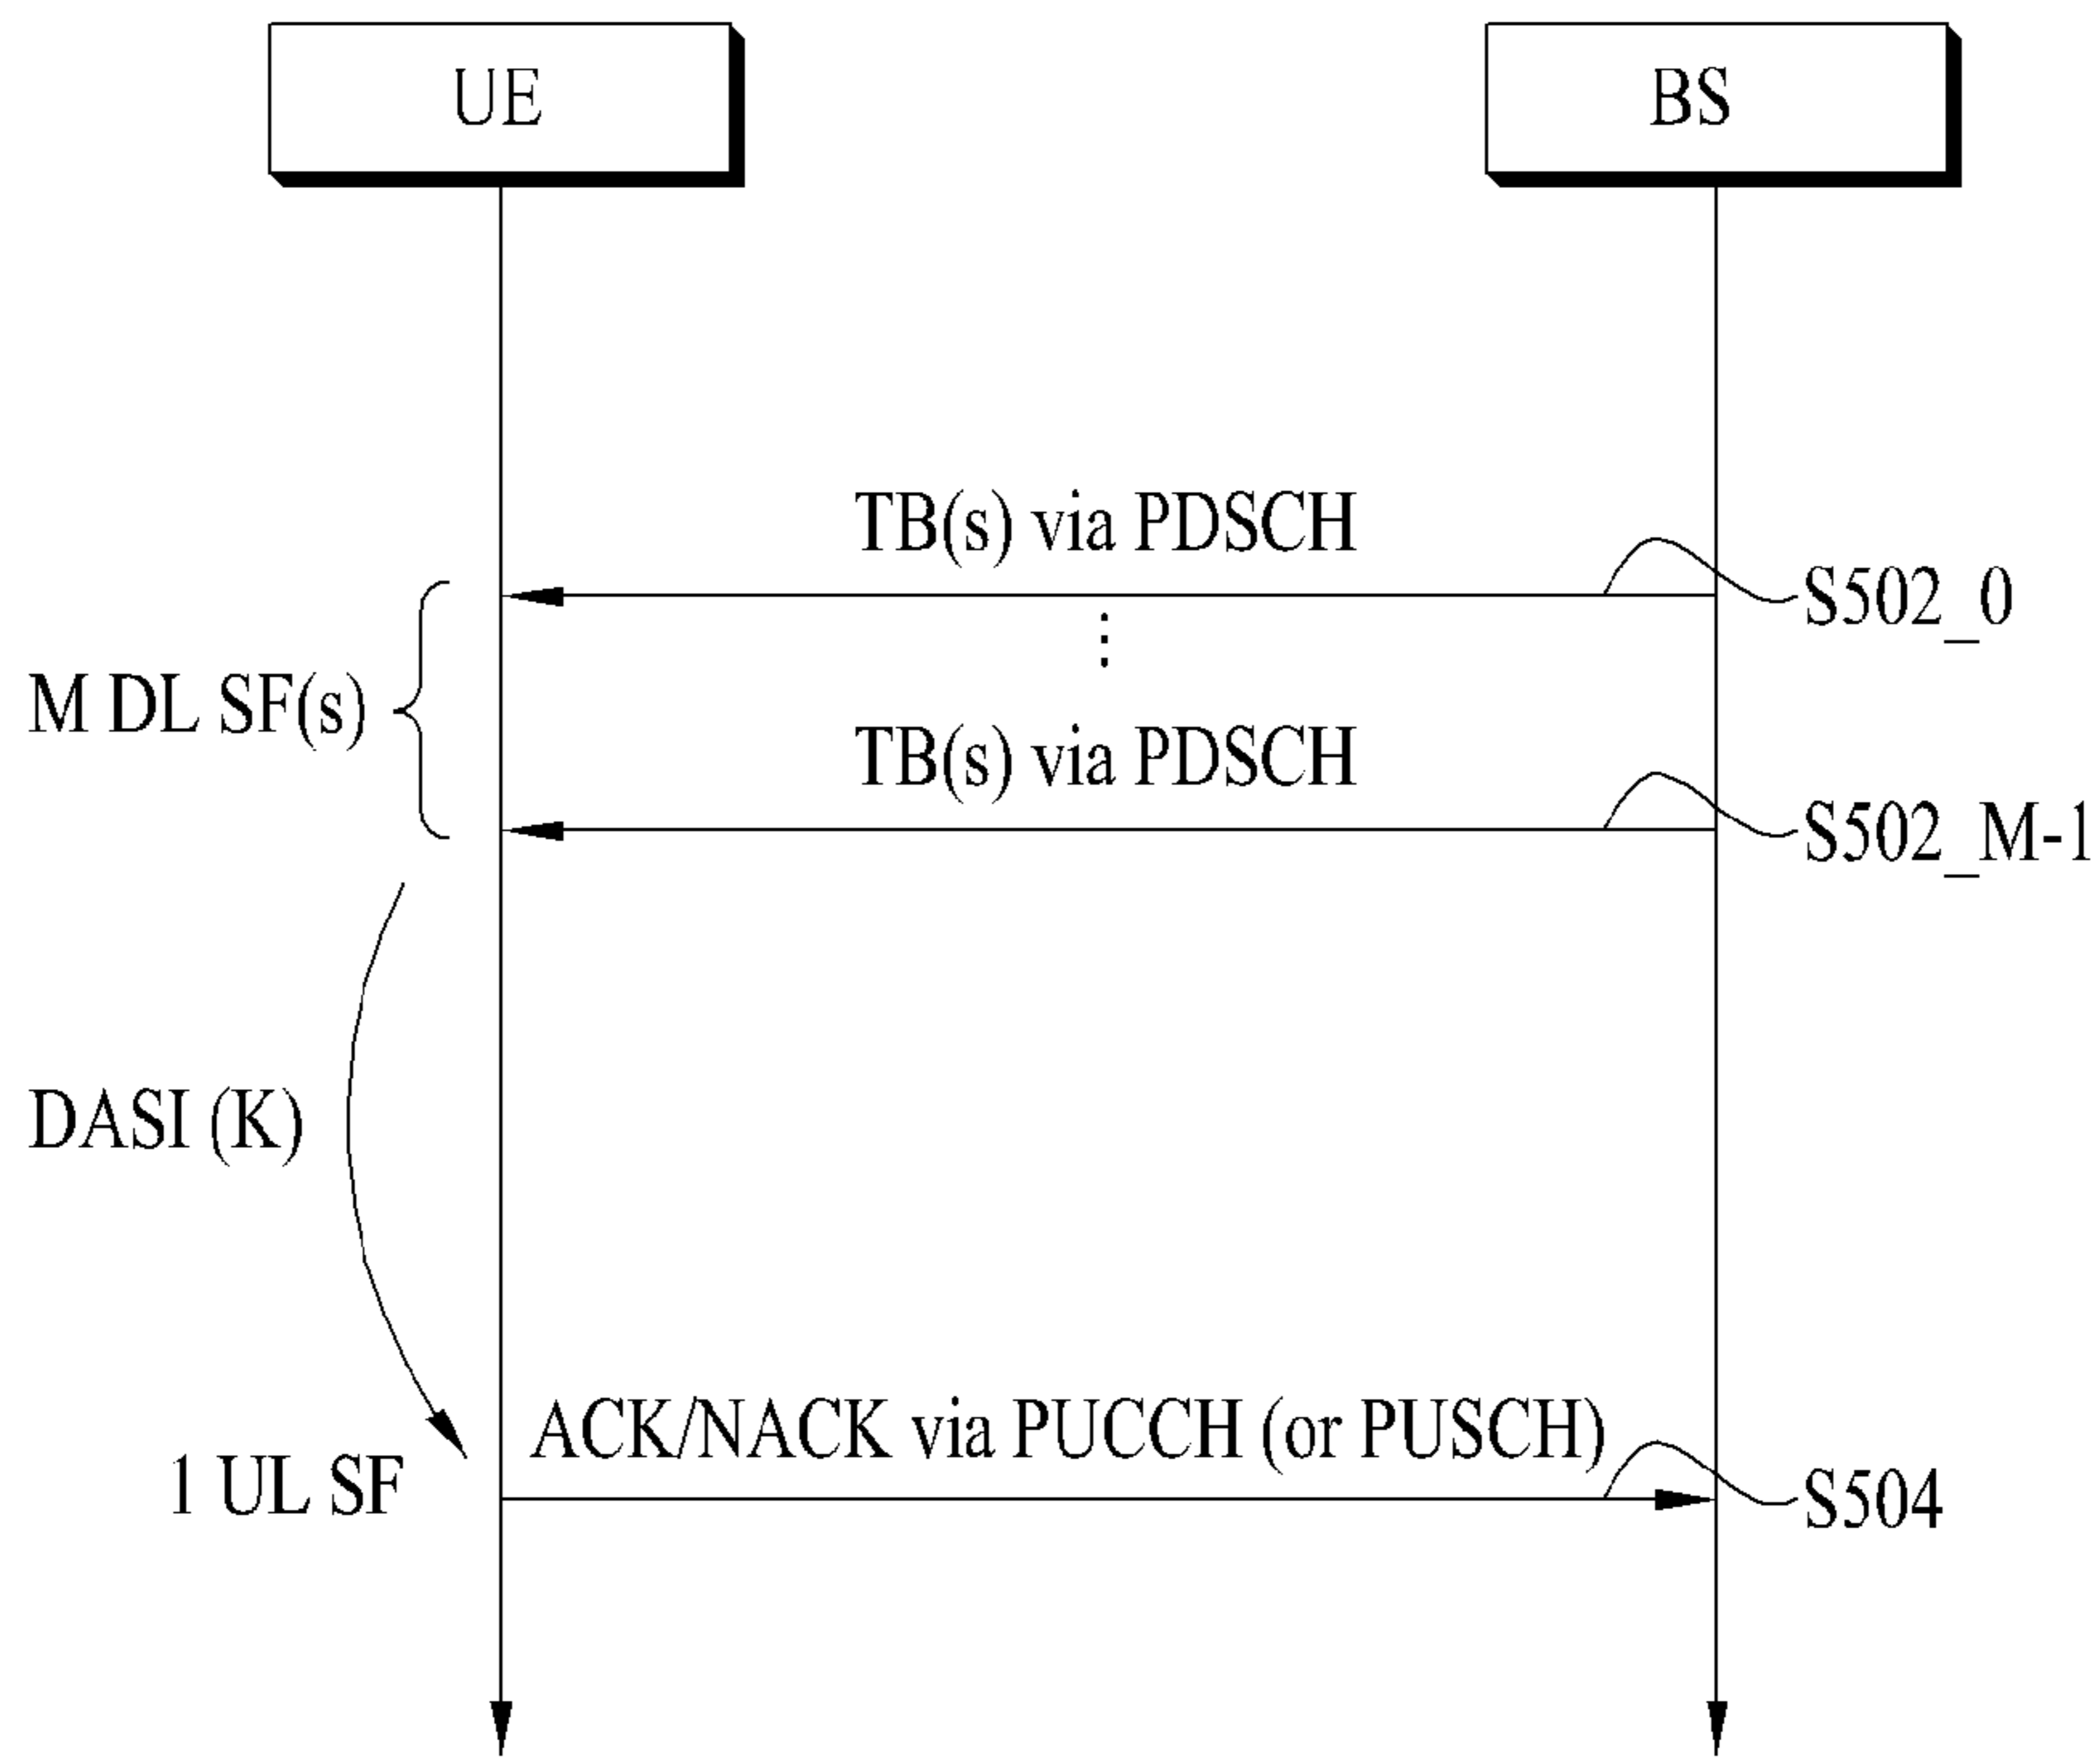 UE
BS
TB(s) via PDSCH
S502_0
M DL SF(s)
TB(s) via PDSCH
S502_M-1
DASI (K)
ACK/NACK via PUCCH (or PUSCH)
1 UL SF
S504